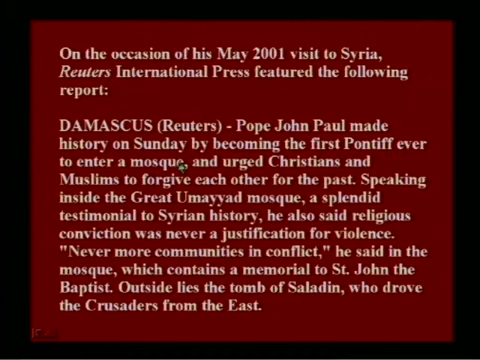 On the occasion of his May 2001 visit to Syria,
Reuters International Press featured the following
report:
DAMASCUS (Reuters) - Pope John Paul made
history on Sunday by becoming the first Pontiff ever
to enter a mosque, and urged Christians and
Muslims to forgive each other for the past. Speaking
inside the Great Umayyad mosque, a splendid
testimonial to Syrian history, he also said religious
conviction was never a justification for violence.
"Never more communities in conflict," he said in the
mosque, which contains a memorial to St. John the
Baptist. Outside lies the tomb of Saladin, who drove
the Crusaders from the East.